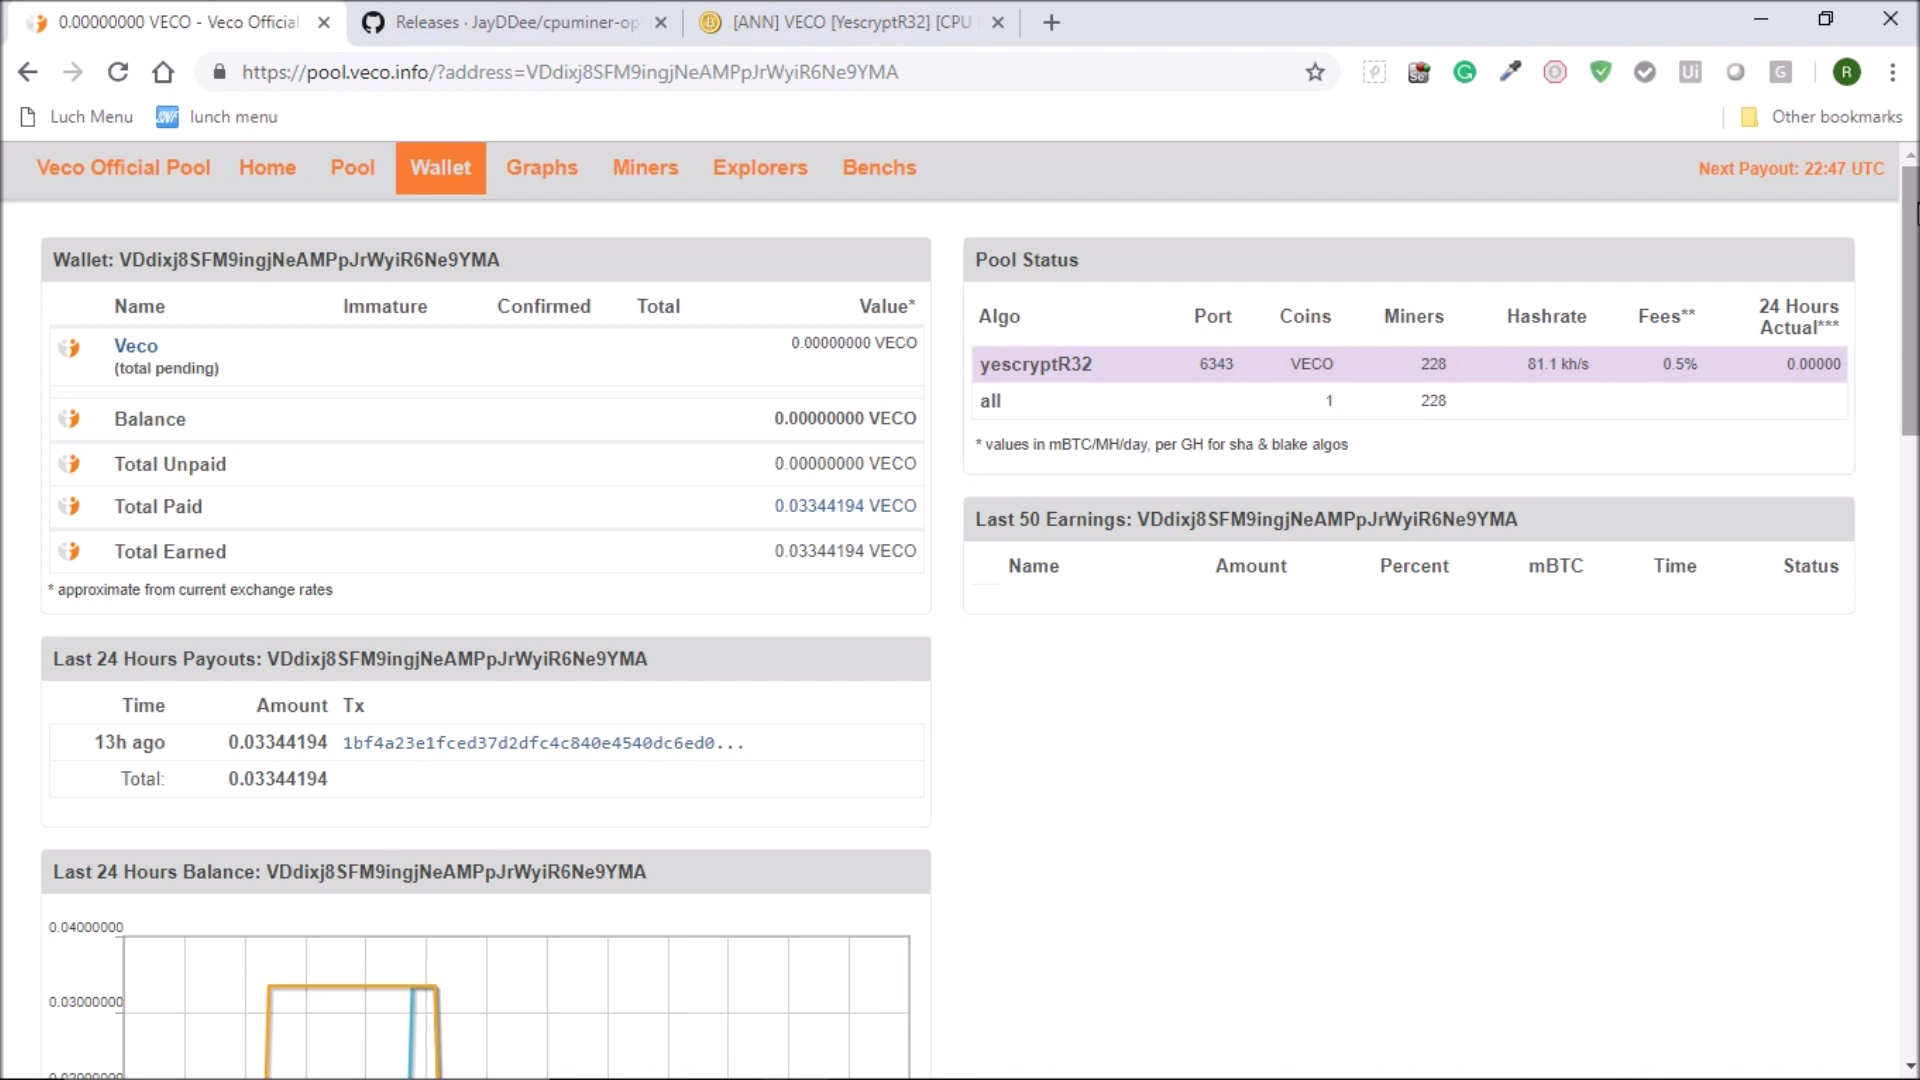 0.00000000 VECO - Veco Official
Releases · JayDDee/cpuminer-op
[ANN] VECO [YescryptR32] [CPU
https://pool.veco.info/?address=VDdixj8SFM9ingjNeAMPpJrWyiR6Ne9YMA
Ui
G
R
Luch Menu
lunch menu
Other bookmarks
Veco Official Pool
Home
Pool
Wallet
Graphs
Miners
Explorers
Benchs
Next Payout: 22:47 UTC
Wallet: VDdixj8SFM9ingjNeAMPpJrWyiR6Ne9YMA
Name Immature Confirmed Total Value*
Veco 0.00000000 VECO
(total pending)
Balance 0.00000000 VECO
Total Unpaid 0.00000000 VECO
Total Paid 0.03344194 VECO
Total Earned 0.03344194 VECO
* approximate from current exchange rates
Last 24 Hours Payouts: VDdixj8SFM9ingjNeAMPpJrWyiR6Ne9YMA
Time Amount Tx
13h ago 0.03344194 1bf4a23e1fced37d2dfc4c840e4540dc6ed0...
Total: 0.03344194
Last 24 Hours Balance: VDdixj8SFM9ingjNeAMPpJrWyiR6Ne9YMA
0.04000000
0.03000000
Pool Status
Algo Port Coins Miners Hashrate Fees** 24 Hours
Actual***
yescryptR32 6343 VECO 228 81.1 kh/s 0.5% 0.00000
all 1 228
* values in mBTC/MH/day, per GH for sha & blake algos
Last 50 Earnings: VDdixj8SFM9ingjNeAMPpJrWyiR6Ne9YMA
Name Amount Percent mBTC Time Status